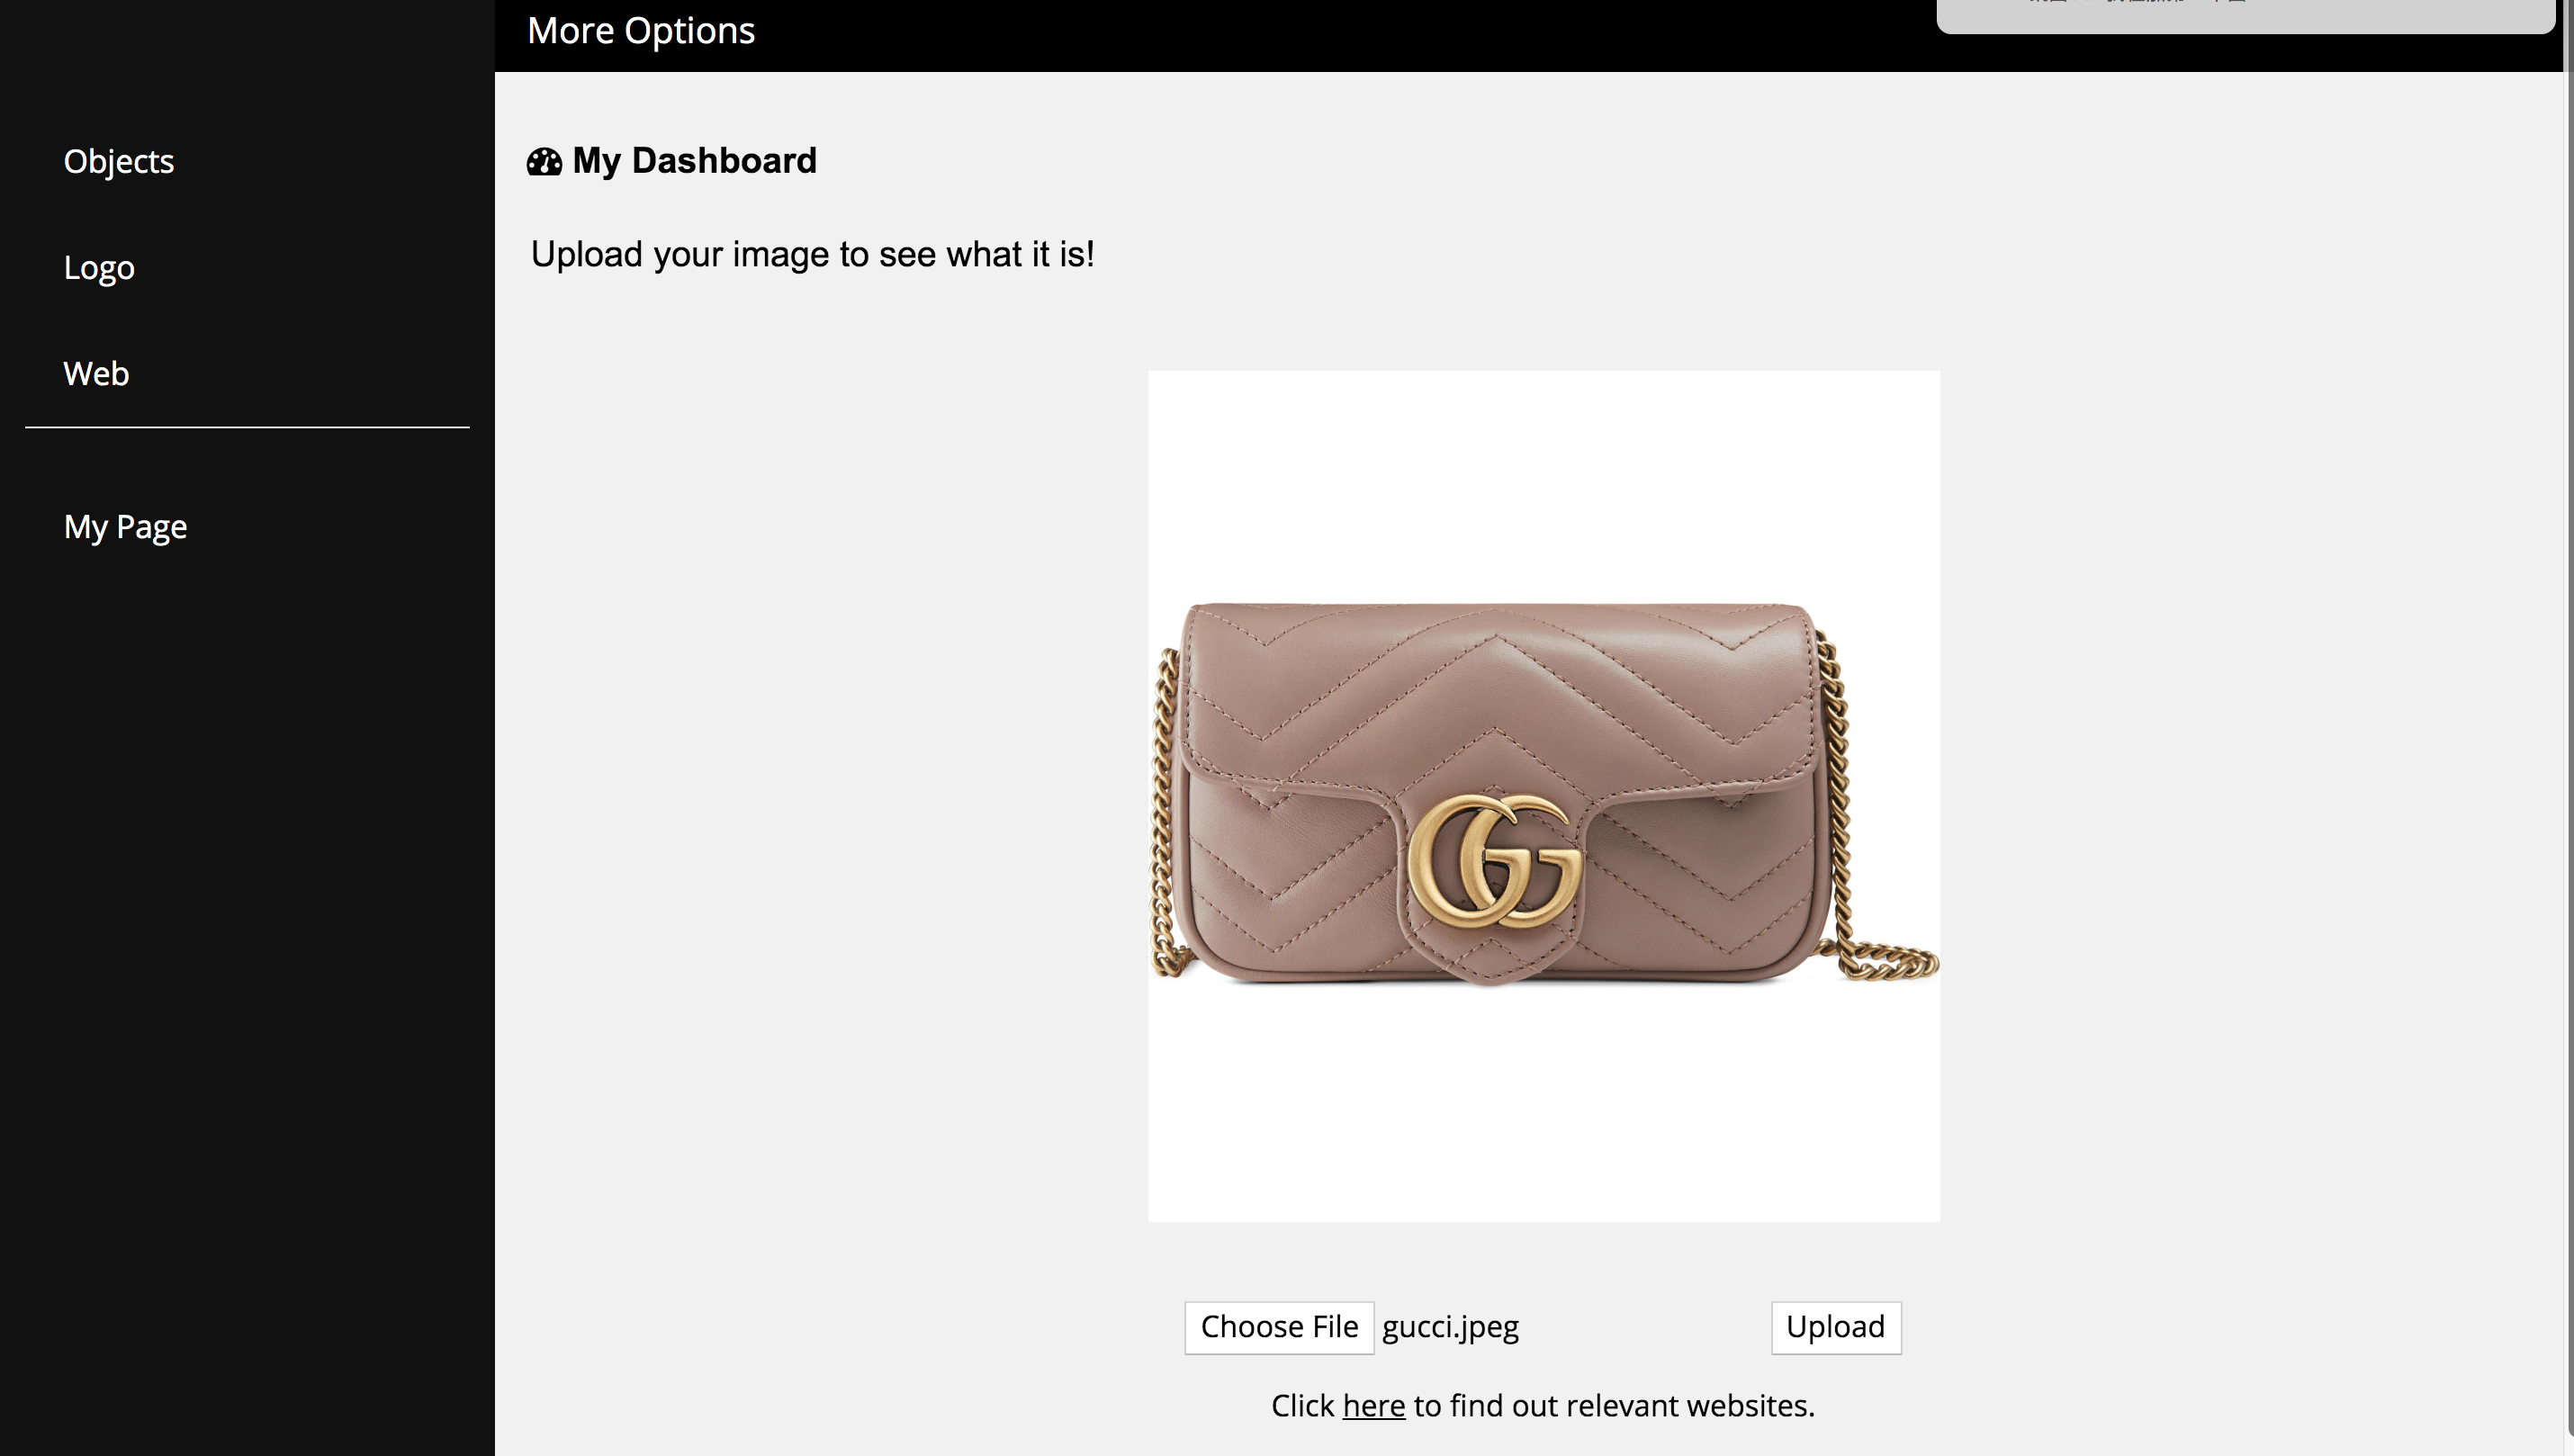 More Options
Objects
Logo
Web
My Page
My Dashboard
Upload your image to see what it is!
GG
Choose File gucci.jpeg
Upload
Click here to find out relevant websites.